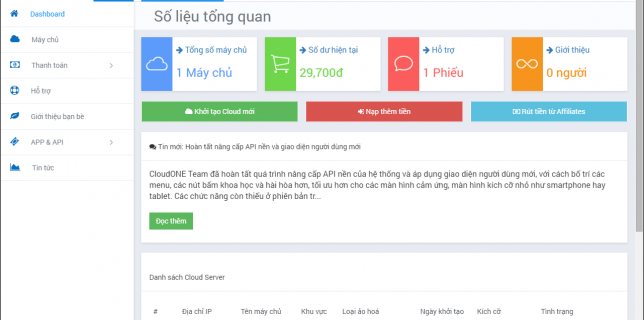 Dashboard
Máy chủ
Thanh toán
Hỗ trợ
Giới thiệu bạn bè
APP & API
Tin tức
Số liệu tổng quan
Tổng số máy chủ
1 Máy chủ
Số dư hiện tại
29,700đ
Hỗ trợ
1 Phiếu
Giới thiệu
0 người
Khởi tạo Cloud mới
Nạp thêm tiền
Rút tiền từ Affiliates
Tin mới: Hoàn tất nâng cấp API nền và giao diện người dùng mới
CloudONE Team đã hoàn tất quá trình nâng cấp API nền của hệ thống và áp dụng giao diện người dùng mới, với cách bố trí các
menu, các nút bấm khoa học và hài hòa hơn, tối ưu hơn cho các màn hình cảm ứng, màn hình kích cỡ nhỏ như smartphone hay
tablet. Các chức năng còn thiếu ở phiên bản tr...
Đọc thêm
Danh sách Cloud Server
# Địa chỉ IP Tên máy chủ Khu vực Loại ảo hoá Ngày khởi tạo Kích cỡ Tình trạng